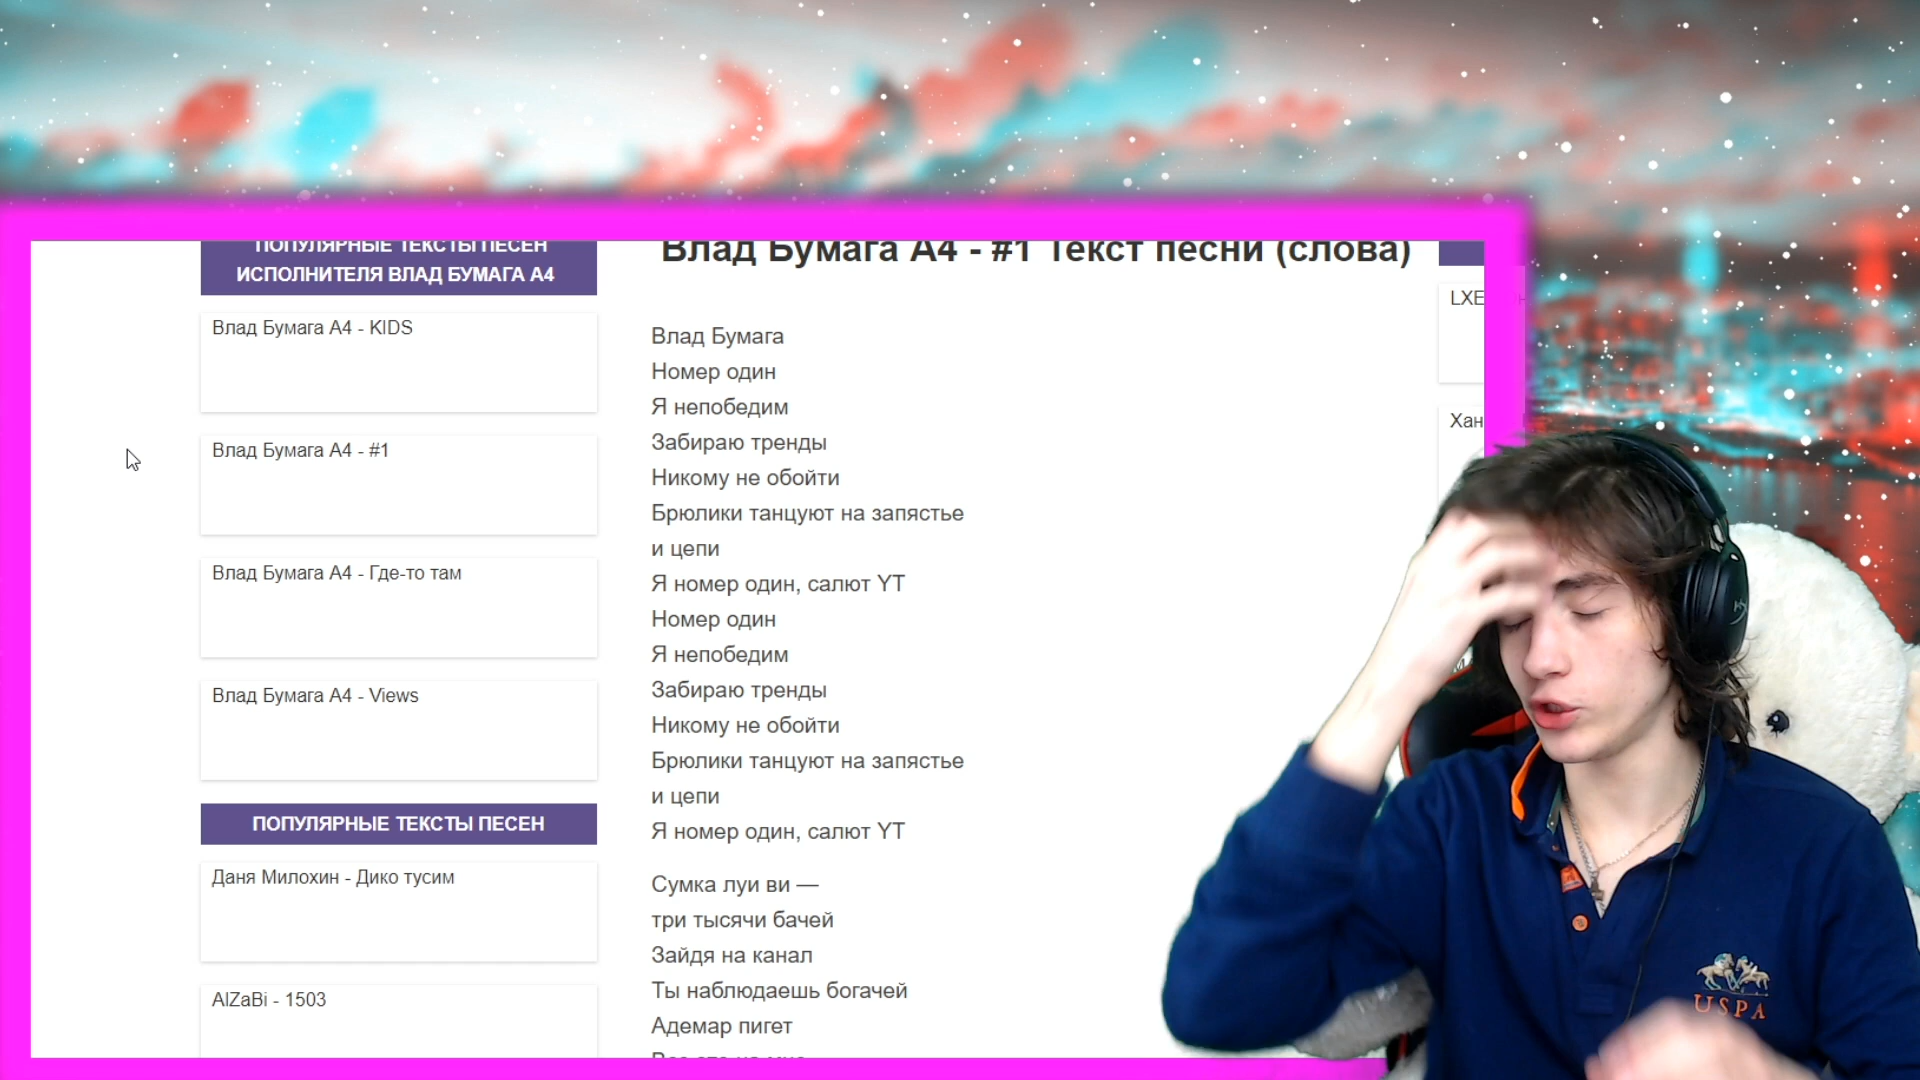 ПОПУЛЯРНЫЕ ТЕКСТЫ ПЕСЕН
ИСПОЛНИТЕЛЯ ВЛАД БУМАГА А4
Влад Бумага А4 - KIDS
Влад Бумага А4 - #1
Влад Бумага А4 - Где-то там
Влад Бумага А4 - Views
ПОПУЛЯРНЫЕ ТЕКСТЫ ПЕСЕН
Даня Милохин - Дико тусим
AlZaBi - 1503
Влад Бумага А4 - #1 Текст песни (слова)
Влад Бумага
Номер один
Я непобедим
Забираю тренды
Никому не обойти
Брюлики танцуют на запястье
и цепи
Я номер один, салют YT
Номер один
Я непобедим
Забираю тренды
Никому не обойти
Брюлики танцуют на запястье
и цепи
Я номер один, салют YT
Сумка луи ви —
три тысячи бачей
Зайдя на канал
Ты наблюдаешь богачей
Адемар пигет
LXE
Хан
USPA